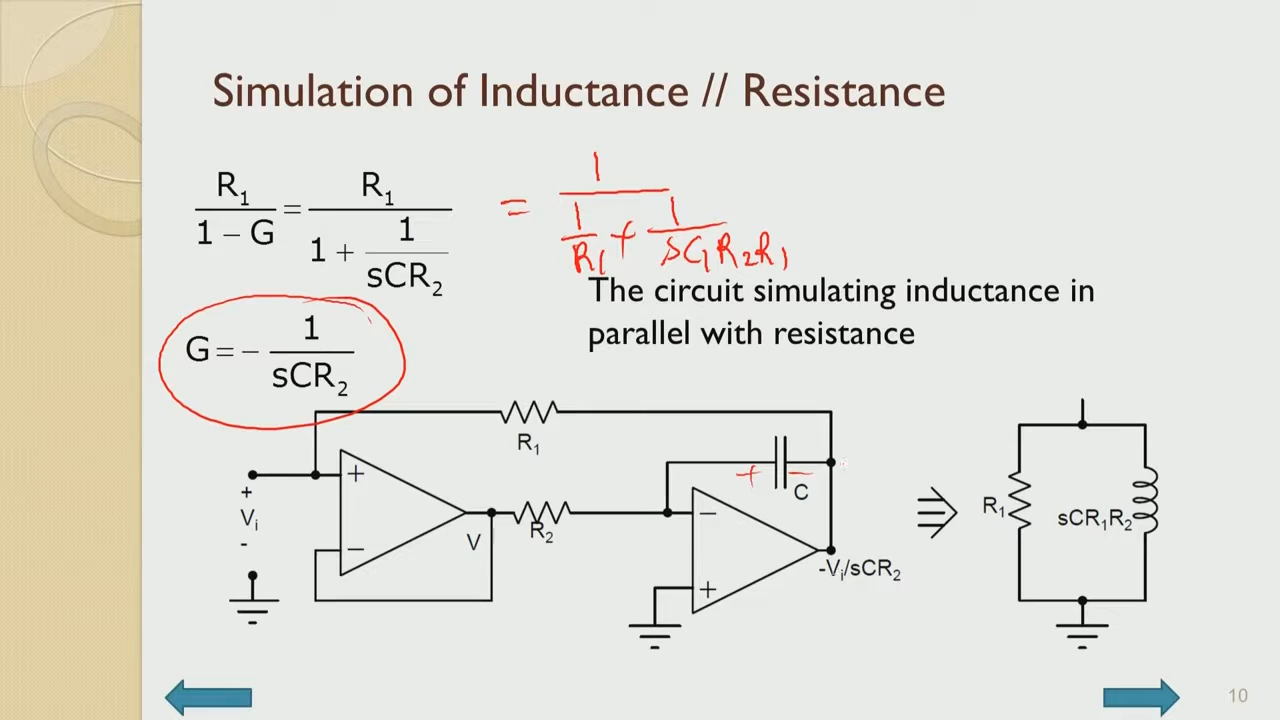 Simulation of Inductance // Resistance
R₁ / (1 − G) = R₁ / (1 + 1/(sCR₂)) = 1 / (1/R₁ + 1/(sC₁R₂R₁))
The circuit simulating inductance in
parallel with resistance
G = − 1/(sCR₂)
R₁
+
+ −
C
R₁
sCR₁R₂
+
Vᵢ
-
−
V
R₂
−
+
-Vᵢ/sCR₂
10